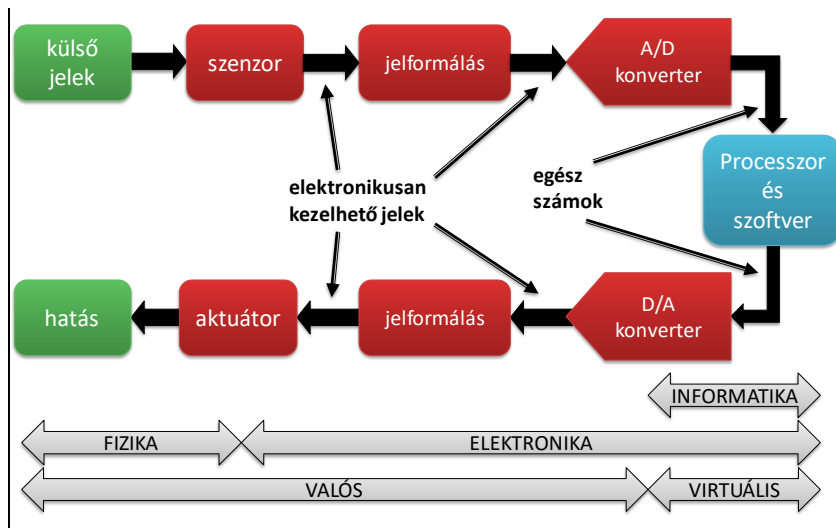 külső
jelek
szenzor
jelformálás
A/D
konverter
elektronikusan
kezelhető jelek
egész
számok
Processzor
és
szoftver
hatás
aktuátor
jelformálás
D/A
konverter
INFORMATIKA
FIZIKA
ELEKTRONIKA
VALÓS
VIRTUÁLIS